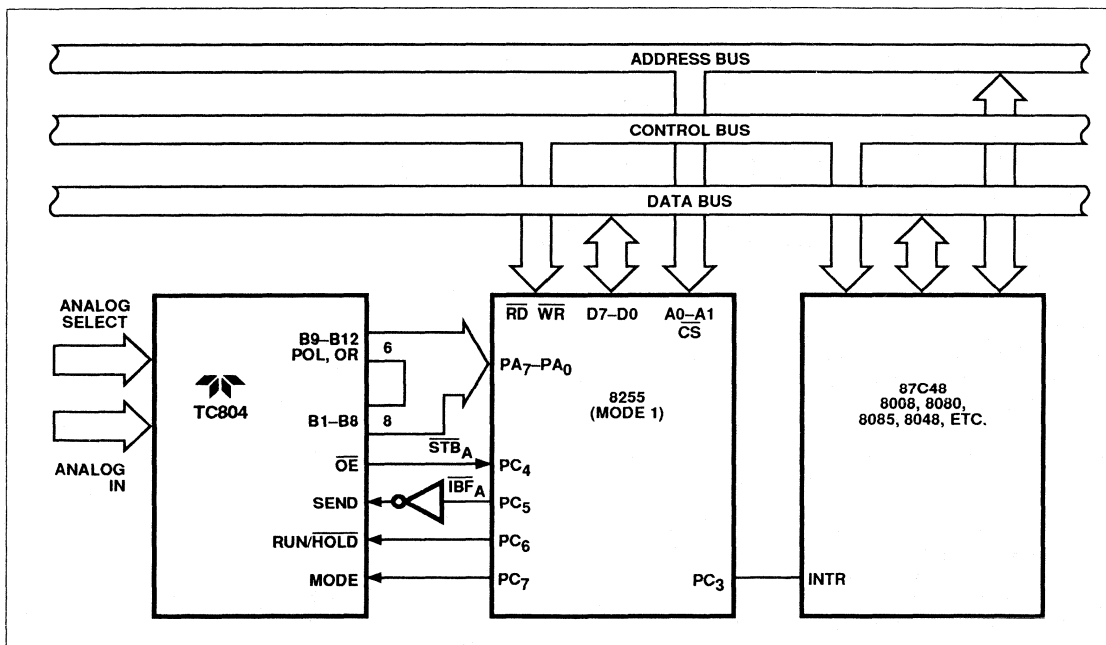 ADDRESS BUS
CONTROL BUS
DATA BUS
ANALOG
SELECT
ANALOG
IN
B9–B12
POL, OR
6
TC804
B1–B8
8
OE
SEND
RUN/HOLD
MODE
STB_A
IBF_A
RD WR D7–D0 A0–A1
CS
PA7–PA0
8255
(MODE 1)
PC4
PC5
PC6
PC7
PC3
87C48
8008, 8080,
8085, 8048, ETC.
INTR